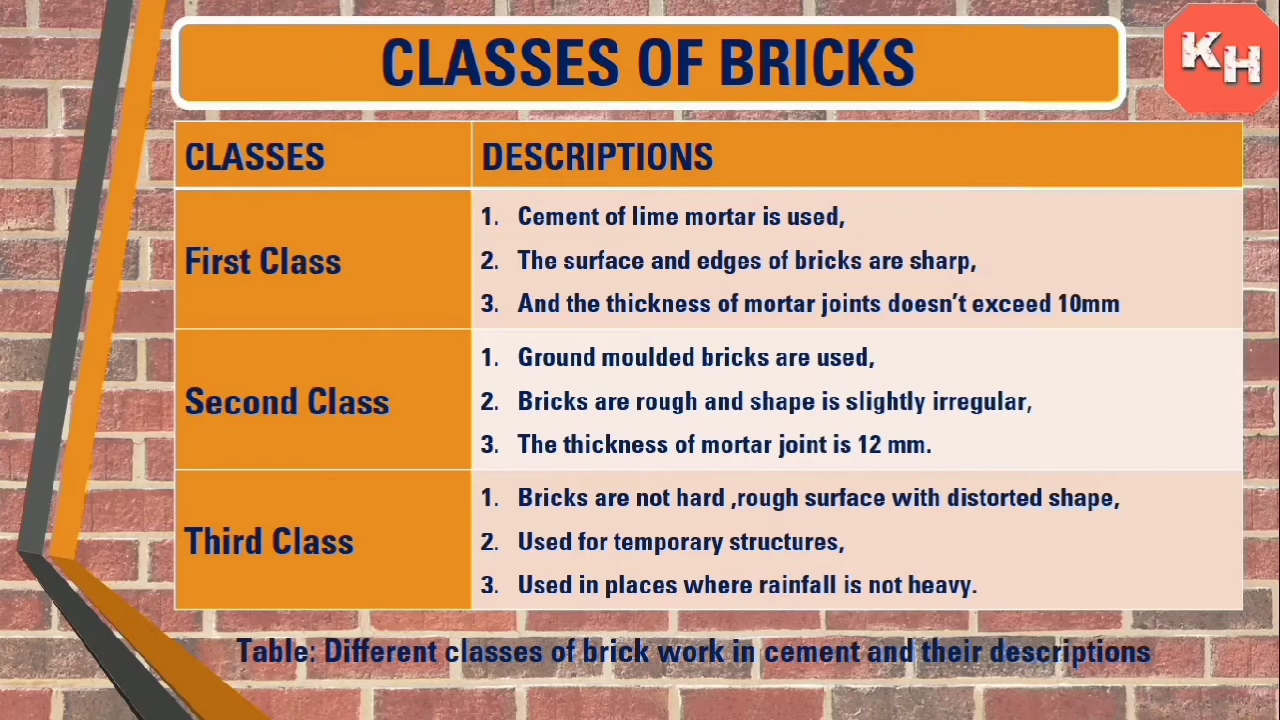 CLASSES OF BRICKS
KH
CLASSES
DESCRIPTIONS
First Class
1. Cement of lime mortar is used,
2. The surface and edges of bricks are sharp,
3. And the thickness of mortar joints doesn't exceed 10mm
Second Class
1. Ground moulded bricks are used,
2. Bricks are rough and shape is slightly irregular,
3. The thickness of mortar joint is 12 mm.
Third Class
1. Bricks are not hard ,rough surface with distorted shape,
2. Used for temporary structures,
3. Used in places where rainfall is not heavy.
Table: Different classes of brick work in cement and their descriptions